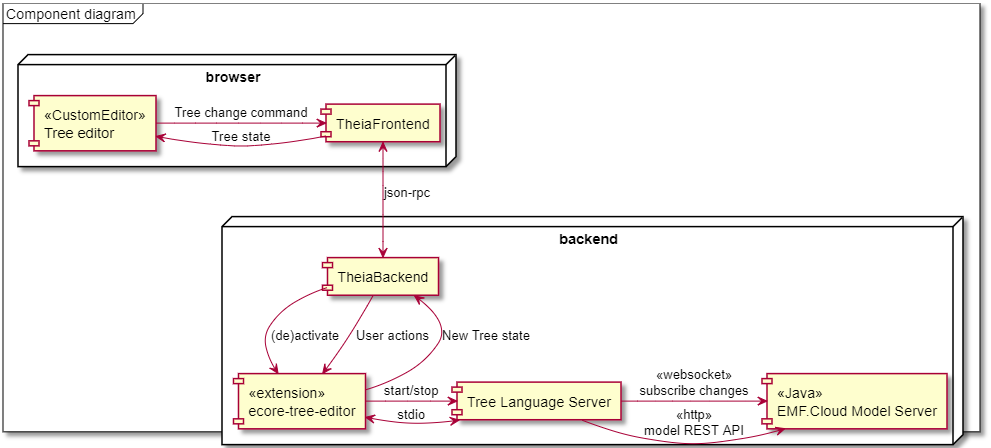 Component diagram
browser
«CustomEditor»
Tree editor
Tree change command
Tree state
TheiaFrontend
json-rpc
backend
TheiaBackend
(de)activate
User actions
New Tree state
«extension»
ecore-tree-editor
start/stop
stdio
Tree Language Server
«websocket»
subscribe changes
«http»
model REST API
«Java»
EMF.Cloud Model Server